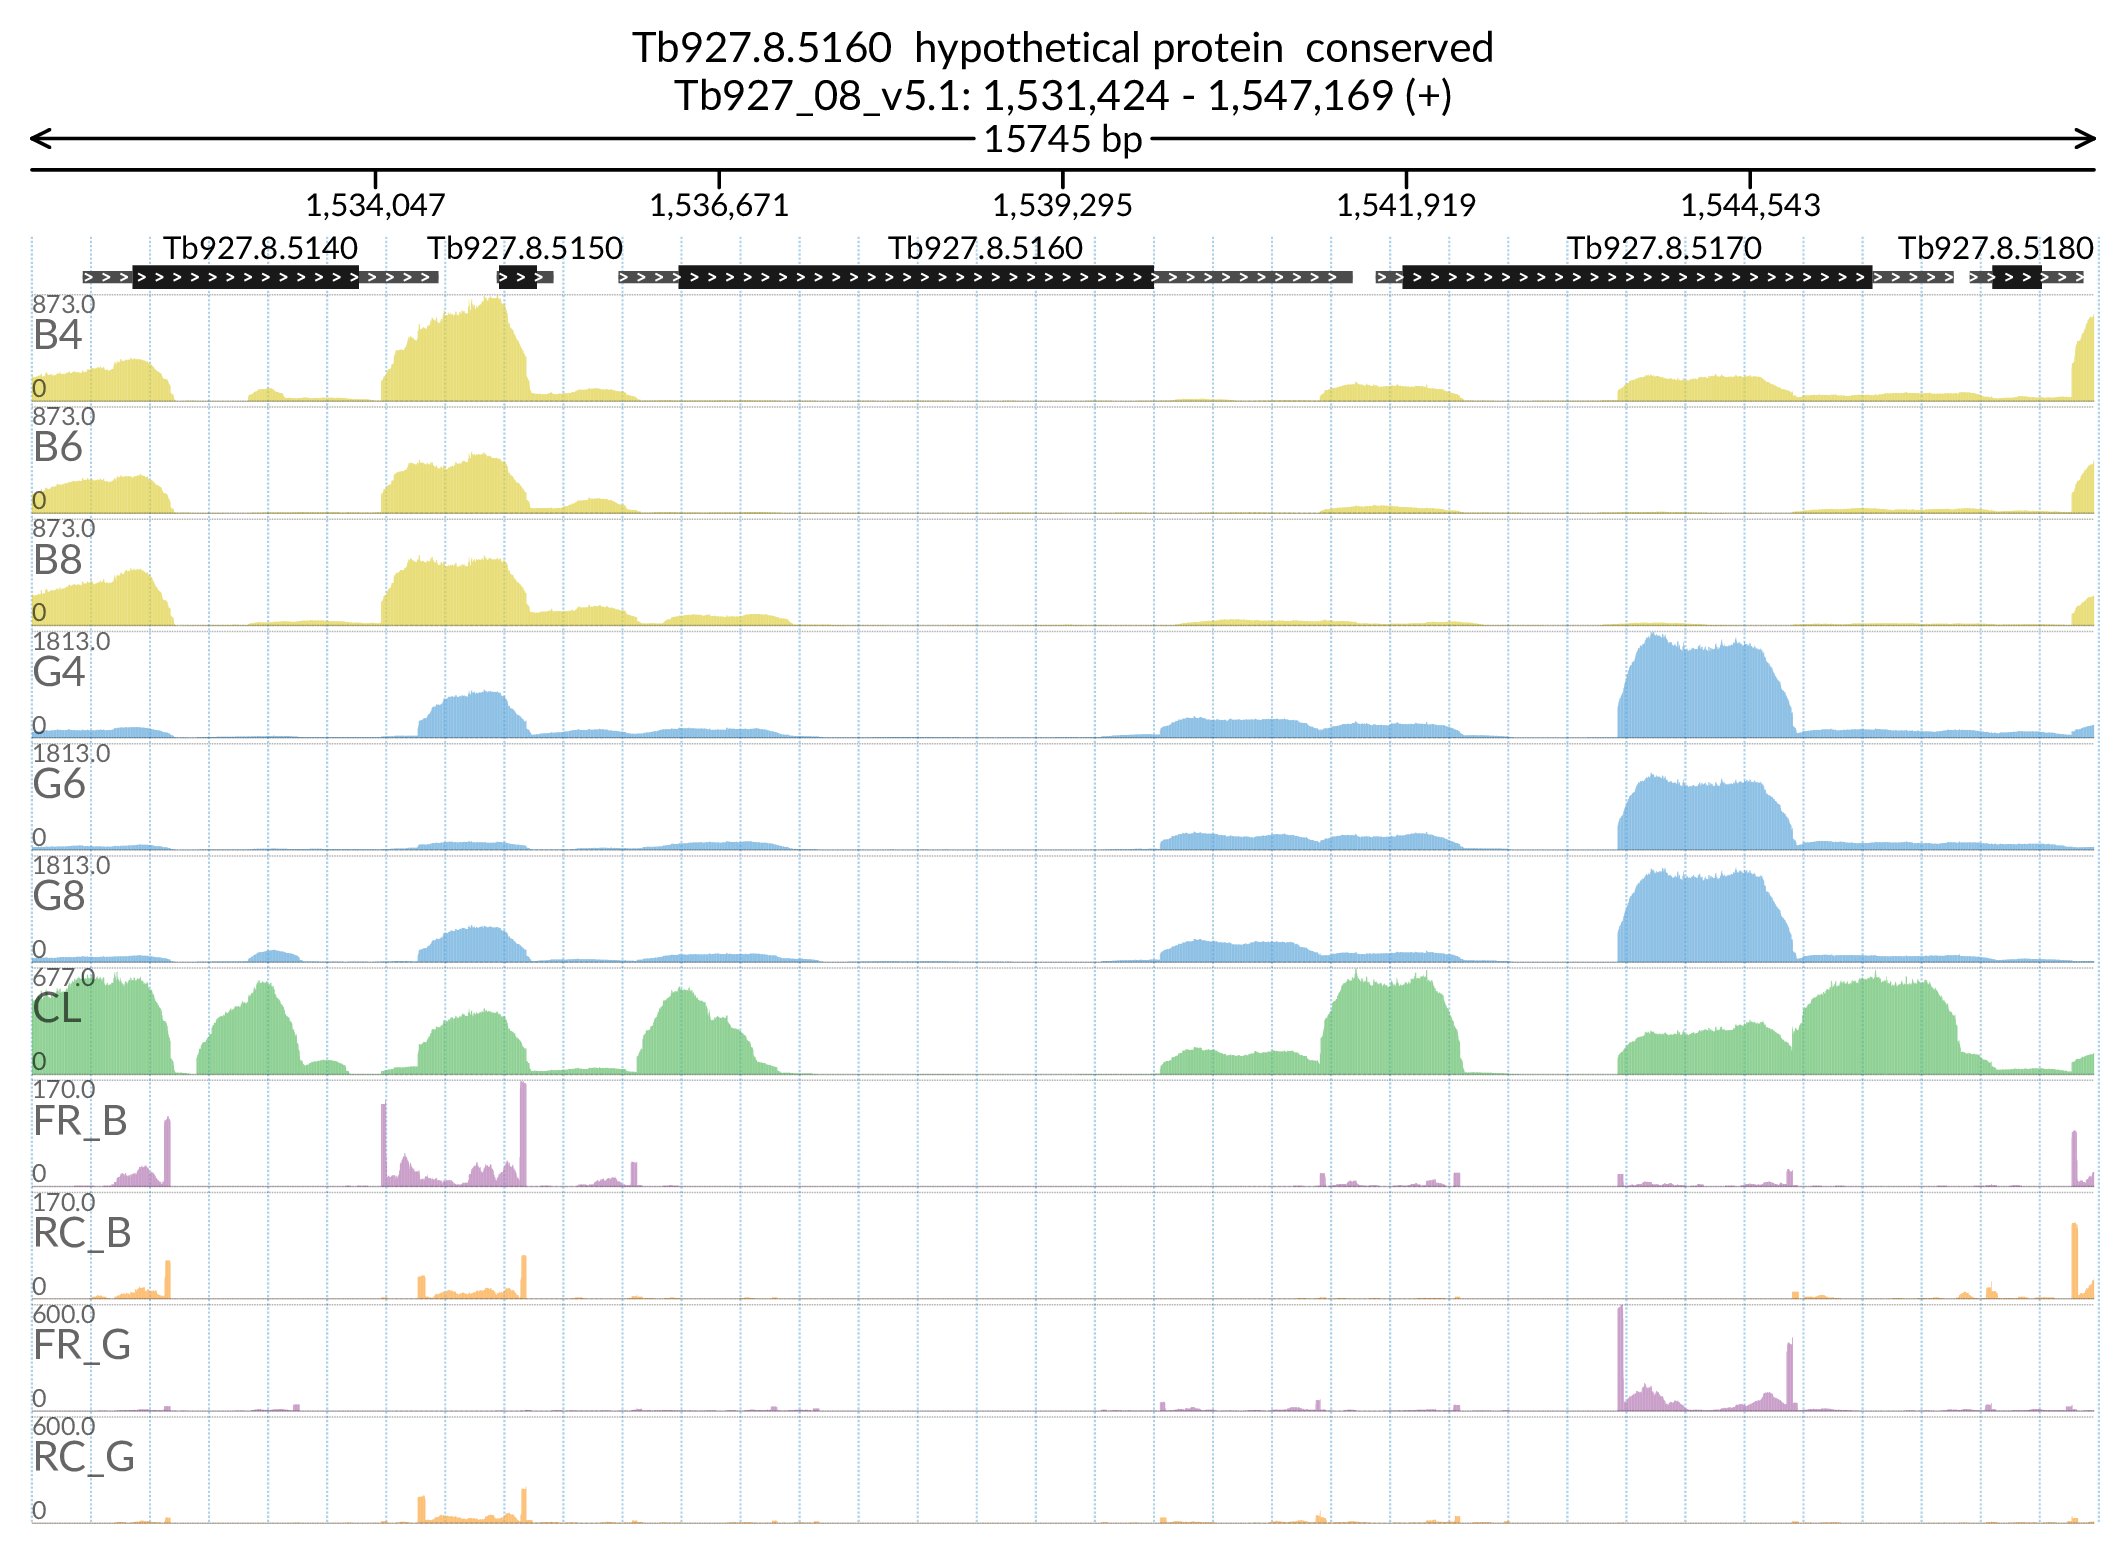 Tb927.8.5160  hypothetical protein  conserved
Tb927_08_v5.1: 1,531,424 - 1,547,169 (+)
15745 bp
1,534,047 1,536,671 1,539,295 1,541,919 1,544,543
Tb927.8.5140 Tb927.8.5150 Tb927.8.5160 Tb927.8.5170 Tb927.8.5180
873.0
B4
0
873.0
B6
0
873.0
B8
0
1813.0
G4
0
1813.0
G6
0
1813.0
G8
0
677.0
CL
0
170.0
FR_B
0
170.0
RC_B
0
600.0
FR_G
0
600.0
RC_G
0